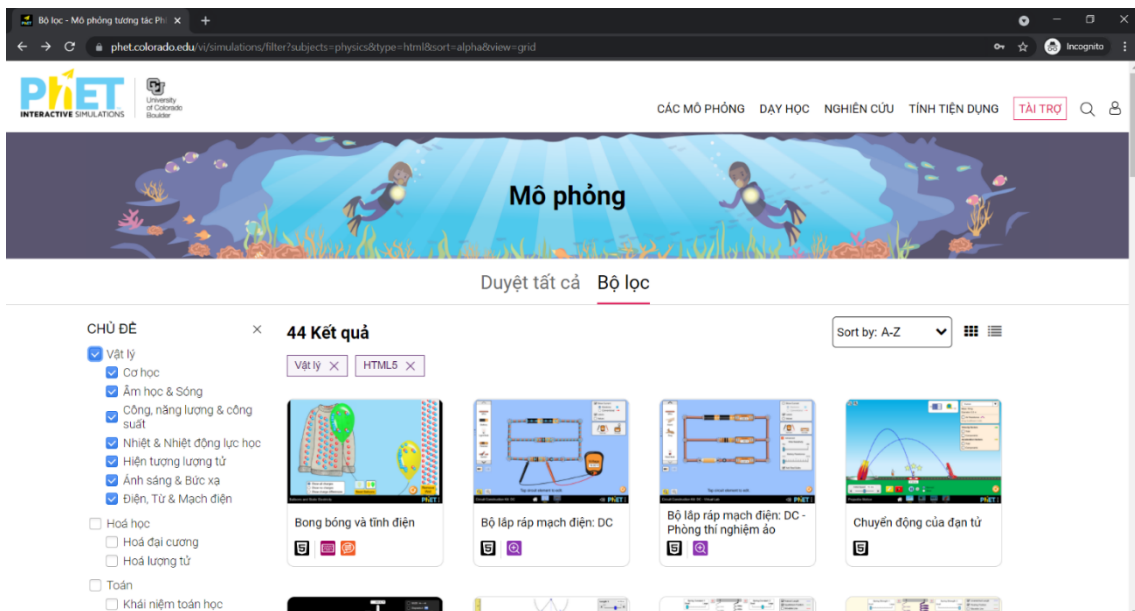 Bộ lọc - Mô phỏng tương tác Ph
phet.colorado.edu/vi/simulations/filter?subjects=physics&type=html&sort=alpha&view=grid
Incognito
PhET
INTERACTIVE SIMULATIONS
University
of Colorado
Boulder
CÁC MÔ PHỎNG DẠY HỌC NGHIÊN CỨU TÍNH TIỆN DỤNG TÀI TRỢ
Mô phỏng
Duyệt tất cả Bộ lọc
CHỦ ĐỀ
Vật lý
Cơ học
Âm học & Sóng
Công, năng lượng & công
suất
Nhiệt & Nhiệt động lực học
Hiện tượng lượng tử
Ánh sáng & Bức xạ
Điện, Từ & Mạch điện
Hoá học
Hoá đại cương
Hoá lượng tử
Toán
Khái niệm toán học
44 Kết quả
Sort by: A-Z
Vật lý HTML5
Bong bóng và tĩnh điện
Bộ lắp ráp mạch điện: DC
Bộ lắp ráp mạch điện: DC -
Phòng thí nghiệm ảo
Chuyển động của đạn tử